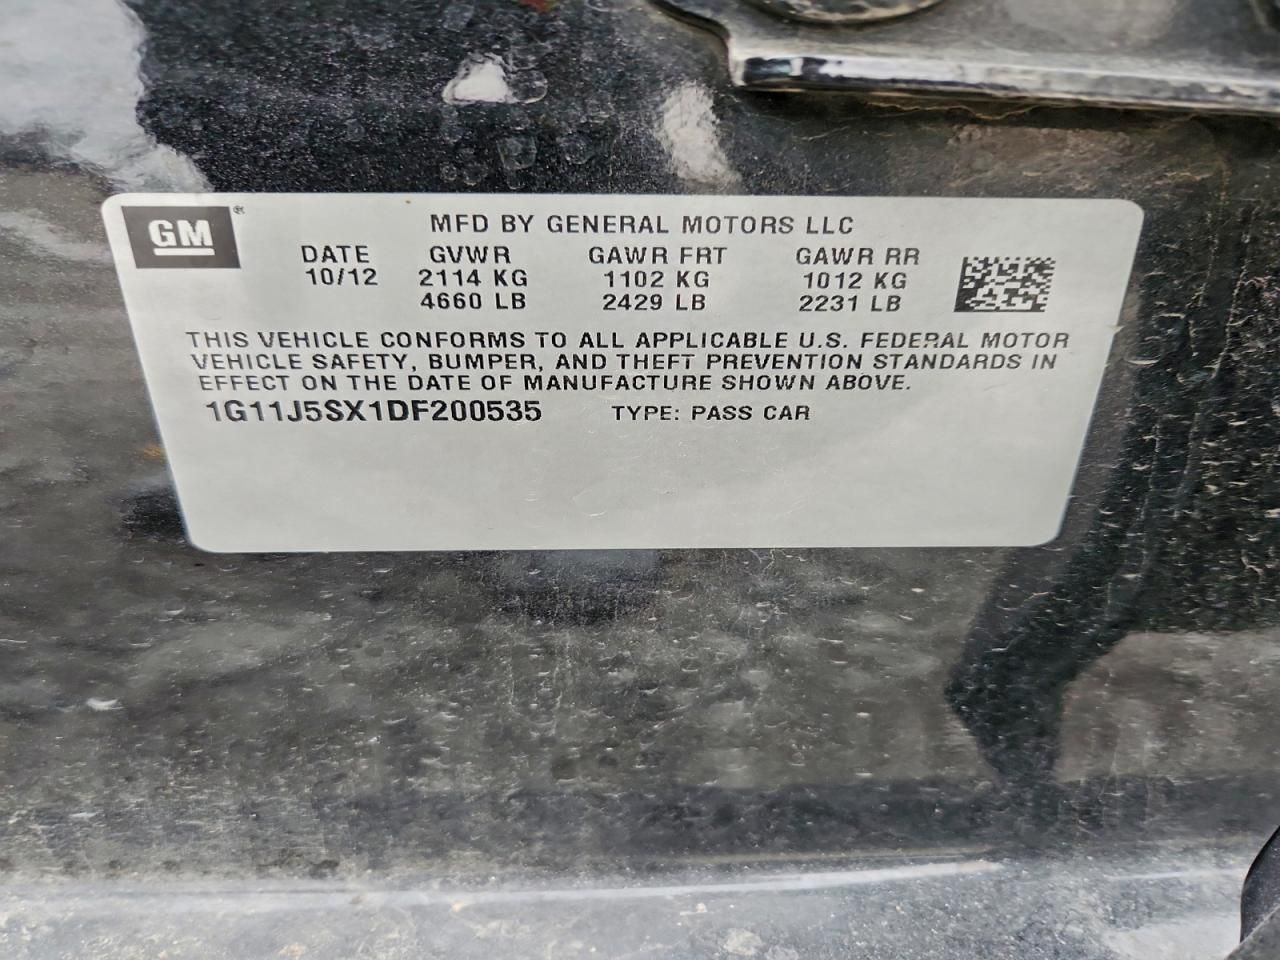 GM®
MFD BY GENERAL MOTORS LLC
DATE GVWR GAWR FRT GAWR RR
10/12 2114 KG 1102 KG 1012 KG
4660 LB 2429 LB 2231 LB
THIS VEHICLE CONFORMS TO ALL APPLICABLE U.S. FEDERAL MOTOR
VEHICLE SAFETY, BUMPER, AND THEFT PREVENTION STANDARDS IN
EFFECT ON THE DATE OF MANUFACTURE SHOWN ABOVE.
1G11J5SX1DF200535 TYPE: PASS CAR